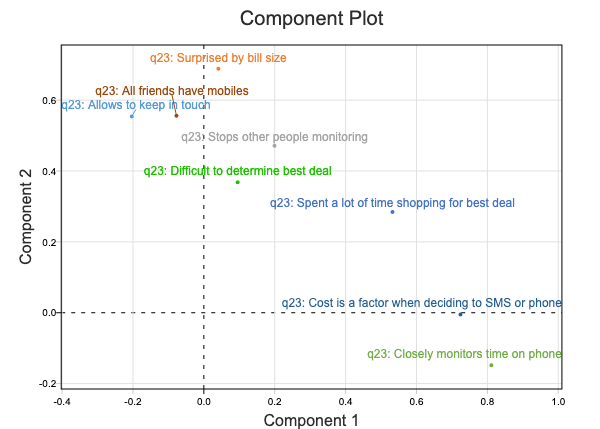 Component Plot
q23: Surprised by bill size
q23: All friends have mobiles
q23: Allows to keep in touch
q23: Stops other people monitoring
q23: Difficult to determine best deal
q23: Spent a lot of time shopping for best deal
q23: Cost is a factor when deciding to SMS or phone
q23: Closely monitors time on phone
Component 2
0.6
0.4
0.2
0.0
-0.2
-0.4 -0.2 0.0 0.2 0.4 0.6 0.8 1.0
Component 1